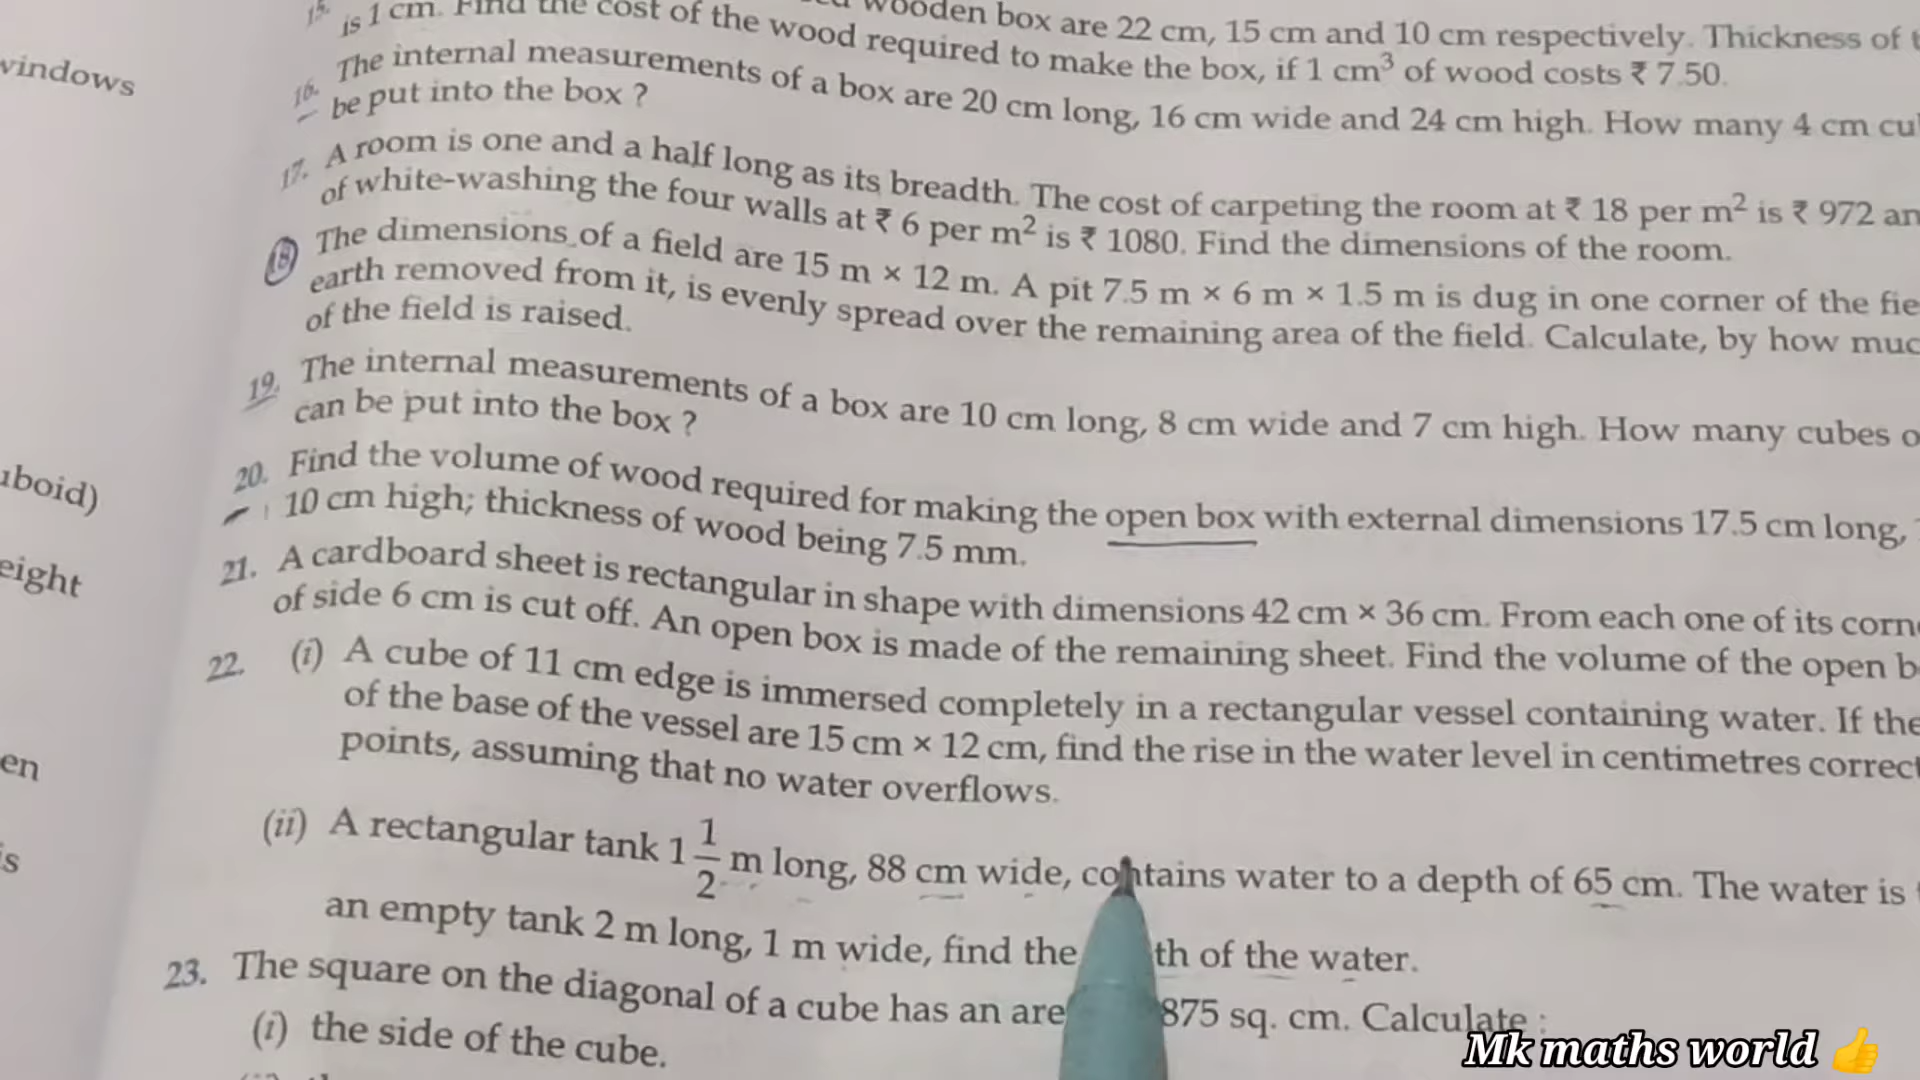 vindows
uboid)
eight
en
is
15.
wooden box are 22 cm, 15 cm and 10 cm respectively. Thickness of
is 1 cm. Find the cost of the wood required to make the box, if 1 cm³ of wood costs ₹ 7.50.
16. The internal measurements of a box are 20 cm long, 16 cm wide and 24 cm high. How many 4 cm cu
be put into the box ?
17. A room is one and a half long as its breadth. The cost of carpeting the room at ₹ 18 per m² is ₹ 972 an
of white-washing the four walls at ₹ 6 per m² is ₹ 1080. Find the dimensions of the room.
18 The dimensions of a field are 15 m × 12 m. A pit 7.5 m × 6 m × 1.5 m is dug in one corner of the fie
earth removed from it, is evenly spread over the remaining area of the field. Calculate, by how muc
of the field is raised.
19. The internal measurements of a box are 10 cm long, 8 cm wide and 7 cm high. How many cubes o
can be put into the box ?
20. Find the volume of wood required for making the open box with external dimensions 17.5 cm long,
10 cm high; thickness of wood being 7.5 mm.
21. A cardboard sheet is rectangular in shape with dimensions 42 cm × 36 cm. From each one of its corn
of side 6 cm is cut off. An open box is made of the remaining sheet. Find the volume of the open b
22. (i) A cube of 11 cm edge is immersed completely in a rectangular vessel containing water. If the
of the base of the vessel are 15 cm × 12 cm, find the rise in the water level in centimetres correct
points, assuming that no water overflows.
(ii) A rectangular tank 1 1/2 m long, 88 cm wide, contains water to a depth of 65 cm. The water is
an empty tank 2 m long, 1 m wide, find the th of the water.
23. The square on the diagonal of a cube has an are 875 sq. cm. Calculate :
(i) the side of the cube.
Mk maths world 👍